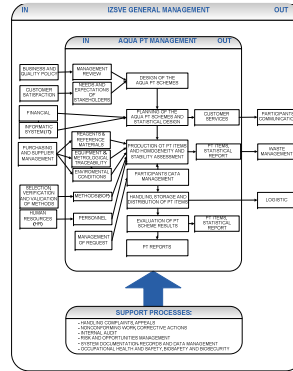 IN
IZSVE GENERAL MANAGEMENT
OUT
IN
AQUA PT MANAGEMENT
OUT
BUSINESS AND
QUALITY POLICY
MANAGEMENT
REVIEW
DESIGN OF THE
AQUA PT SCHEMES
CUSTOMER
SATISFACTION
NEEDS AND
EXPECTATIONS OF
STAKEHOLDERS
FINANCIAL
PLANNING OF THE
AQUA PT SCHEMES AND
STATISTICAL DESIGN
CUSTOMER
SERVICES
PARTICIPANTS
COMMUNICATION
INFORMATIC
SYSTEM(IT)
REAGENTS &
REFERENCE
MATERIALS
PURCHASING
AND SUPPLIER
MANAGEMENT
EQUIPMENT &
METROLOGICAL
TRACEABILITY
PRODUCTION OT PT ITEMS
AND HOMOGENEITY AND
STABILITY ASSESSMENT
PT ITEMS,
STATISTICAL
REPORT
WASTE
MANAGEMENT
ENVIROMENTAL
CONDITIONS
PARTICIPANTS DATA
MANAGEMENT
SELECTION,
VERIFICATION
AND VALIDATION
OF METHODS
METHODS(SOP)
HANDLING, STORAGE AND
DISTRIBUTION OF PT ITEMS
LOGISTIC
HUMAN
RESOURCES
(HR)
PERSONNEL
EVALUATION OF PT
SCHEME RESULTS
PT ITEMS,
STATISTICAL
REPORT
MANAGEMENT
OF REQUEST
PT REPORTS
SUPPORT PROCESSES:
- HANDLING COMPLAINTS, APPEALS
- NONCONFORMING WORK, CORRECTIVE ACTIONS
- INTERNAL AUDIT
- RISK AND OPPORTUNITIES MANAGEMENT
- SYSTEM DOCUMENTATION, RECORDS AND DATA MANAGEMENT
- OCCUPATIONAL HEALTH AND SAFETY, BIOSAFETY AND BIOSECURITY